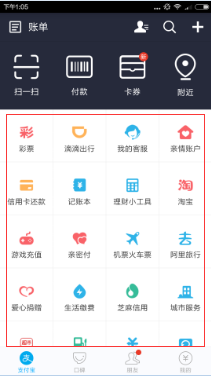 下午1:05
账单
扫一扫 付款 卡券 附近
彩票 滴滴出行 我的客服 亲情账户
信用卡还款 记账本 理财小工具 淘宝
游戏充值 亲密付 机票火车票 阿里旅行
爱心捐赠 生活缴费 芝麻信用 城市服务
支付宝 口碑 朋友 我的